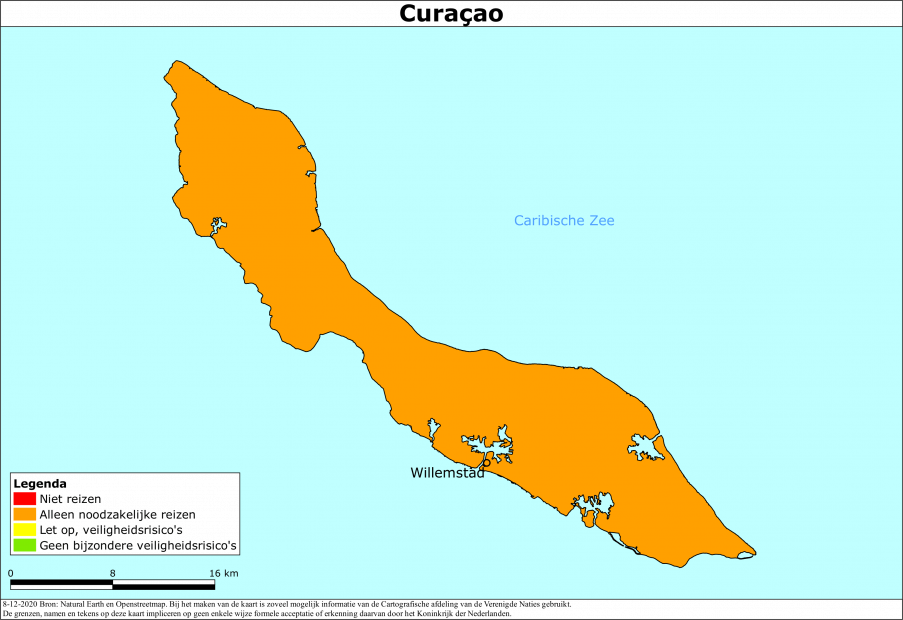 Curaçao
Caribische Zee
Willemstad
Legenda
Niet reizen
Alleen noodzakelijke reizen
Let op, veiligheidsrisico's
Geen bijzondere veiligheidsrisico's
0 8 16 km
8-12-2020 Bron: Natural Earth en Openstreetmap. Bij het maken van de kaart is zoveel mogelijk informatie van de Cartografische afdeling van de Verenigde Naties gebruikt.
De grenzen, namen en tekens op deze kaart impliceren op geen enkele wijze formele acceptatie of erkenning daarvan door het Koninkrijk der Nederlanden.